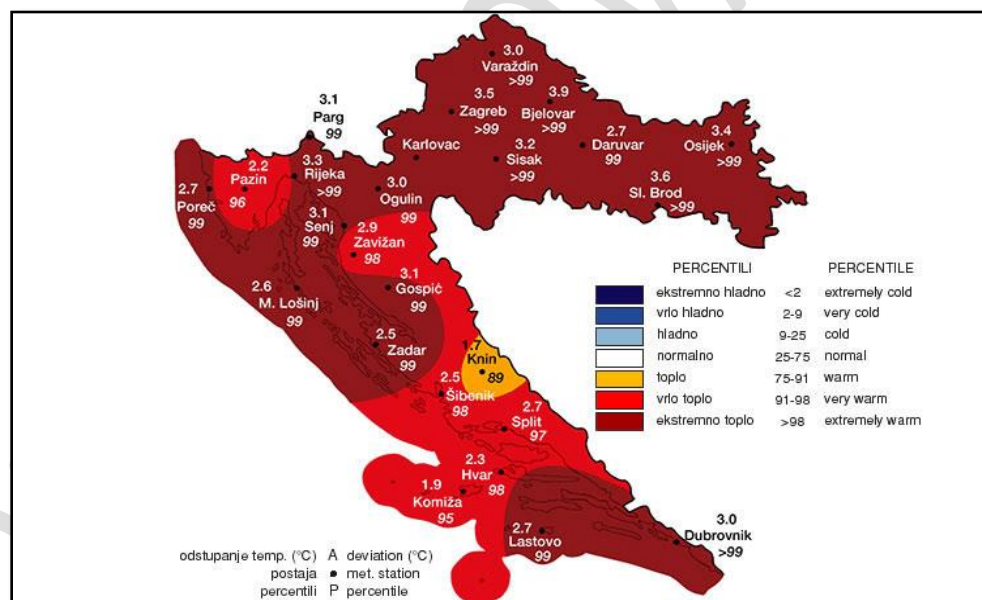 3.0
Varaždin
>99
3.5
Zagreb
>99
3.9
Bjelovar
>99
3.1
Parg
99
Karlovac
3.2
Sisak
>99
2.7
Daruvar
99
3.4
Osijek
>99
3.6
Sl. Brod
>99
2.2
Pazin
96
3.3
Rijeka
>99
2.7
Poreč
99
3.0
Ogulin
99
3.1
Senj
99
2.9
Zavižan
98
3.1
Gospić
99
2.6
M. Lošinj
99
2.5
Zadar
99
1.7
Knin
89
2.5
Šibenik
98
2.7
Split
97
2.3
Hvar
98
1.9
Komiža
95
2.7
Lastovo
99
3.0
Dubrovnik
>99
PERCENTILI PERCENTILE
ekstremno hladno <2 extremely cold
vrlo hladno 2-9 very cold
hladno 9-25 cold
normalno 25-75 normal
toplo 75-91 warm
vrlo toplo 91-98 very warm
ekstremno toplo >98 extremely warm
odstupanje temp. (°C) A deviation (°C)
postaja ● met. station
percentili P percentile